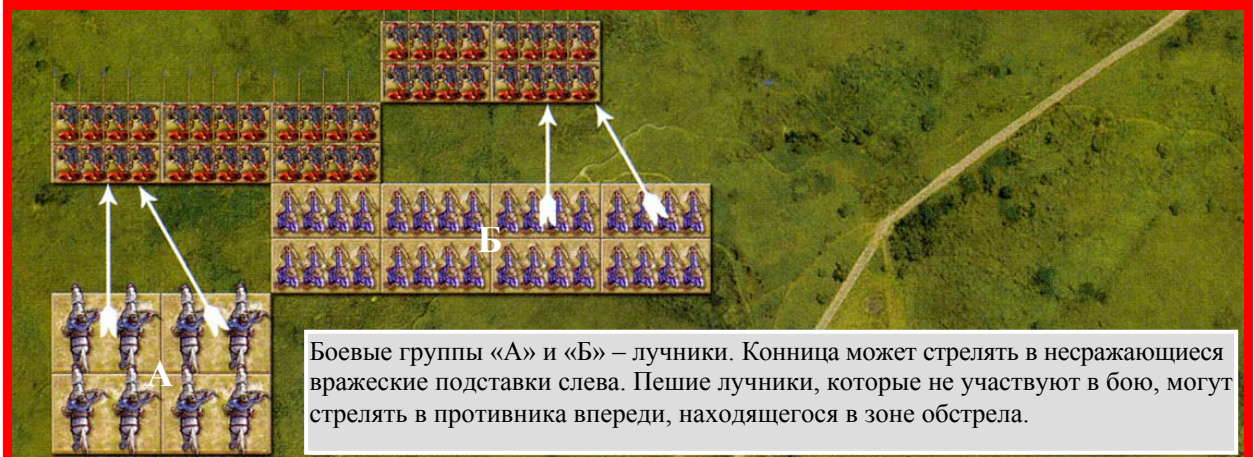 Б
А
Боевые группы «А» и «Б» – лучники. Конница может стрелять в несражающиеся
вражеские подставки слева. Пешие лучники, которые не участвуют в бою, могут
стрелять в противника впереди, находящегося в зоне обстрела.